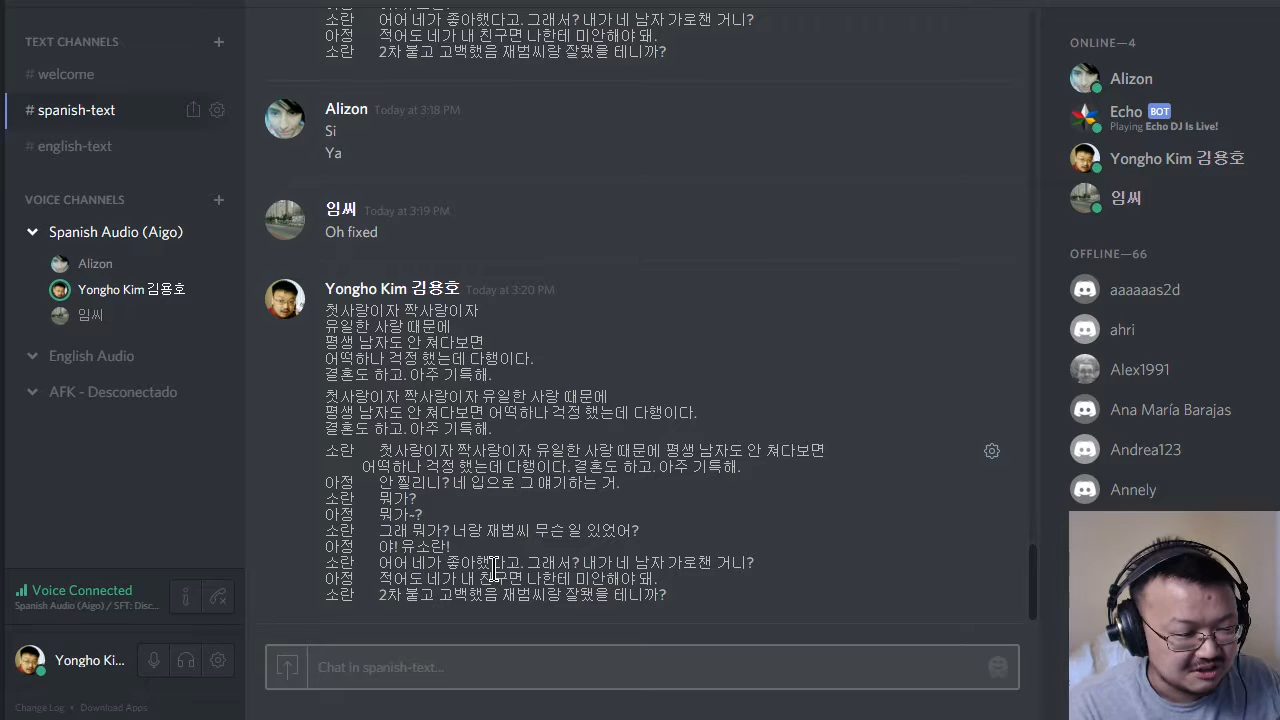 TEXT CHANNELS
# welcome
# spanish-text
# english-text
VOICE CHANNELS
Spanish Audio (Aigo)
Alizon
Yongho Kim 김용호
임씨
English Audio
AFK - Desconectado
Voice Connected
Spanish Audio (Aigo) / SFT: Disc...
Yongho Ki...
Change Log • Download Apps
소란 어어 네가 좋아했다고. 그래서? 내가 네 남자 가로챈 거니?
아정 적어도 네가 내 친구면 나한테 미안해야 돼.
소란 2차 붙고 고백했음 재범씨랑 잘됐을 테니까?
Alizon Today at 3:18 PM
Si
Ya
임씨 Today at 3:19 PM
Oh fixed
Yongho Kim 김용호 Today at 3:20 PM
첫사랑이자 짝사랑이자
유일한 사랑 때문에
평생 남자도 안 쳐다보면
어떡하나 걱정 했는데 다행이다.
결혼도 하고. 아주 기특해.
첫사랑이자 짝사랑이자 유일한 사랑 때문에
평생 남자도 안 쳐다보면 어떡하나 걱정 했는데 다행이다.
결혼도 하고. 아주 기특해.
소란 첫사랑이자 짝사랑이자 유일한 사랑 때문에 평생 남자도 안 쳐다보면
어떡하나 걱정 했는데 다행이다. 결혼도 하고. 아주 기특해.
아정 안 찔리니? 네 입으로 그 얘기하는 거.
소란 뭐가?
아정 뭐가~?
소란 그래 뭐가? 너랑 재범씨 무슨 일 있었어?
아정 야! 유소란!
소란 어어 네가 좋아했다고. 그래서? 내가 네 남자 가로챈 거니?
아정 적어도 네가 내 친구면 나한테 미안해야 돼.
소란 2차 붙고 고백했음 재범씨랑 잘됐을 테니까?
Chat in spanish-text...
ONLINE—4
Alizon
Echo BOT
Playing Echo DJ Is Live!
Yongho Kim 김용호
임씨
OFFLINE—66
aaaaaas2d
ahri
Alex1991
Ana María Barajas
Andrea123
Annely